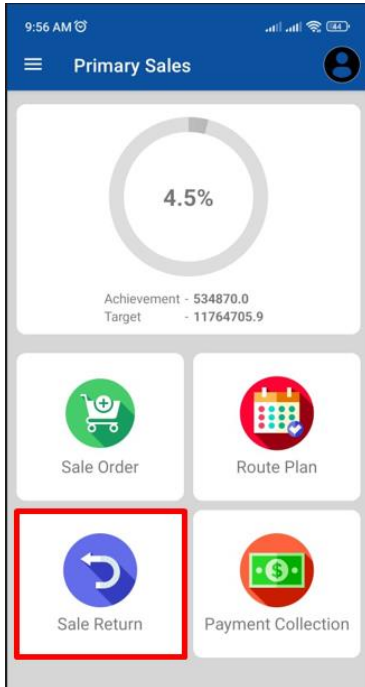 9:56 AM
44
Primary Sales
4.5%
Achievement - 534870.0
Target - 11764705.9
Sale Order
Route Plan
Sale Return
Payment Collection